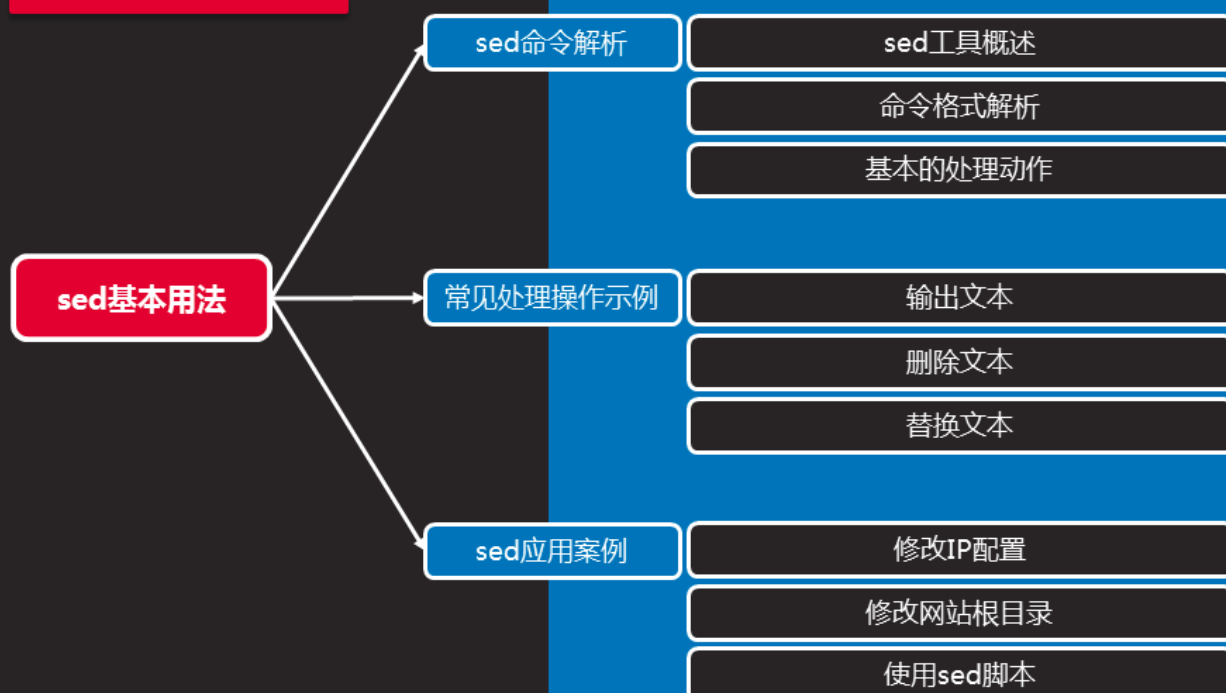 sed基本用法
sed命令解析
sed工具概述
命令格式解析
基本的处理动作
常见处理操作示例
输出文本
删除文本
替换文本
sed应用案例
修改IP配置
修改网站根目录
使用sed脚本